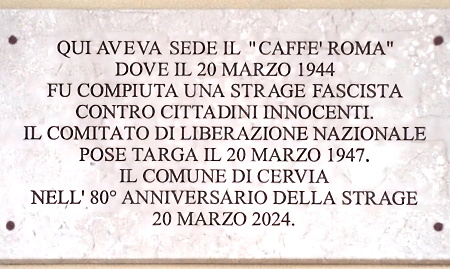 QUI AVEVA SEDE IL "CAFFE' ROMA"
DOVE IL 20 MARZO 1944
FU COMPIUTA UNA STRAGE FASCISTA
CONTRO CITTADINI INNOCENTI.
IL COMITATO DI LIBERAZIONE NAZIONALE
POSE TARGA IL 20 MARZO 1947.
IL COMUNE DI CERVIA
NELL' 80° ANNIVERSARIO DELLA STRAGE
20 MARZO 2024.